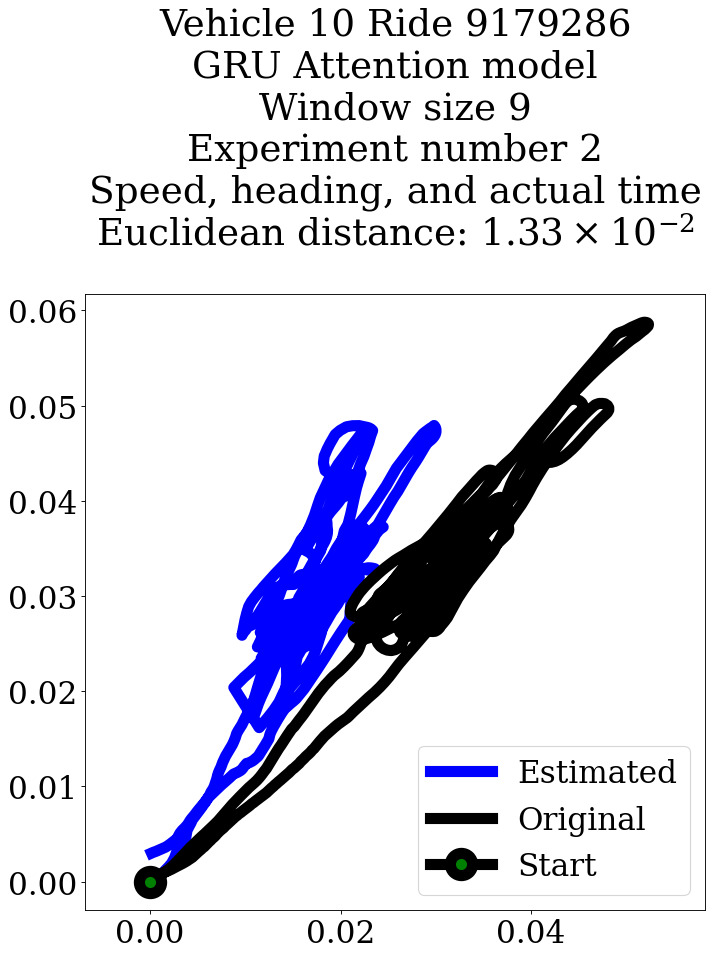 Vehicle 10 Ride 9179286
GRU Attention model
Window size 9
Experiment number 2
Speed, heading, and actual time
Euclidean distance: 1.33 × 10⁻²
0.06
0.05
0.04
0.03
0.02
0.01
0.00
Estimated
Original
Start
0.00 0.02 0.04